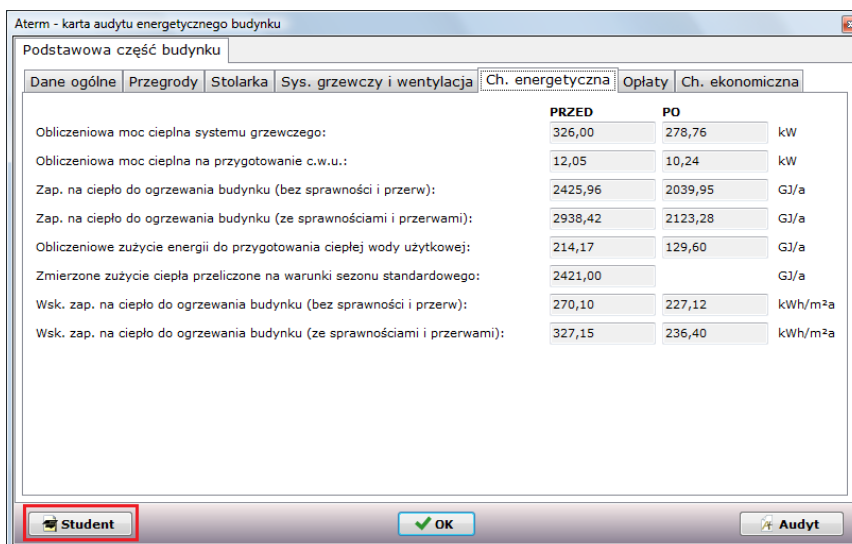 Aterm - karta audytu energetycznego budynku
Podstawowa część budynku
Dane ogólne Przegrody Stolarka Sys. grzewczy i wentylacja Ch. energetyczna Opłaty Ch. ekonomiczna
PRZED PO
Obliczeniowa moc cieplna systemu grzewczego: 326,00 278,76 kW
Obliczeniowa moc cieplna na przygotowanie c.w.u.: 12,05 10,24 kW
Zap. na ciepło do ogrzewania budynku (bez sprawności i przerw): 2425,96 2039,95 GJ/a
Zap. na ciepło do ogrzewania budynku (ze sprawnościami i przerwami): 2938,42 2123,28 GJ/a
Obliczeniowe zużycie energii do przygotowania ciepłej wody użytkowej: 214,17 129,60 GJ/a
Zmierzone zużycie ciepła przeliczone na warunki sezonu standardowego: 2421,00 GJ/a
Wsk. zap. na ciepło do ogrzewania budynku (bez sprawności i przerw): 270,10 227,12 kWh/m²a
Wsk. zap. na ciepło do ogrzewania budynku (ze sprawnościami i przerwami): 327,15 236,40 kWh/m²a
Student OK Audyt